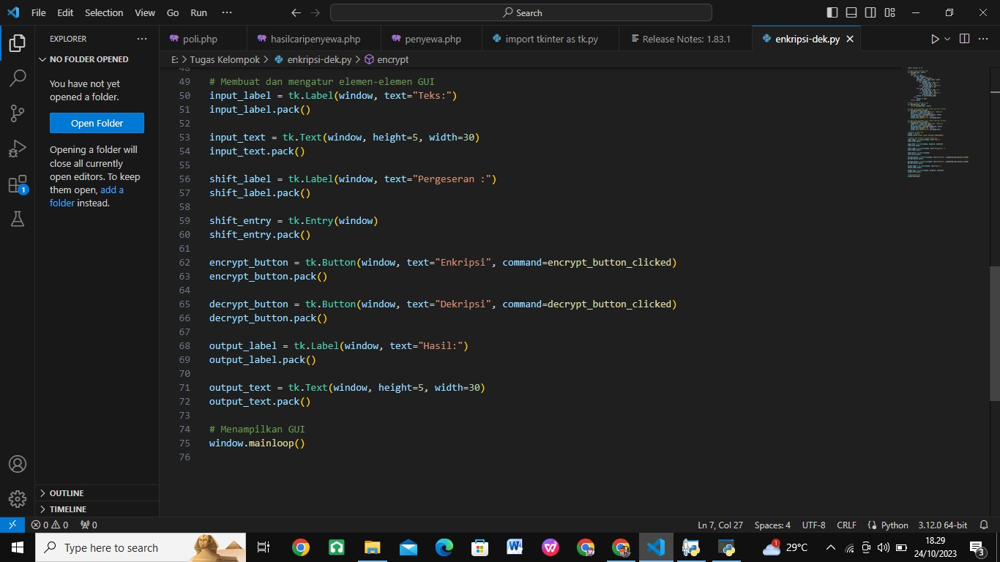 File Edit Selection View Go Run ···
Search
EXPLORER ···
poli.php
hasilcaripenyewa.php
penyewa.php
import tkinter as tk.py
Release Notes: 1.83.1
enkripsi-dek.py
NO FOLDER OPENED
E: > Tugas Kelompok > enkripsi-dek.py > encrypt
You have not yet
opened a folder.
Open Folder
Opening a folder will
close all currently
open editors. To keep
them open, add a
folder instead.
1
48
49 # Membuat dan mengatur elemen-elemen GUI
50 input_label = tk.Label(window, text="Teks:")
51 input_label.pack()
52
53 input_text = tk.Text(window, height=5, width=30)
54 input_text.pack()
55
56 shift_label = tk.Label(window, text="Pergeseran :")
57 shift_label.pack()
58
59 shift_entry = tk.Entry(window)
60 shift_entry.pack()
61
62 encrypt_button = tk.Button(window, text="Enkripsi", command=encrypt_button_clicked)
63 encrypt_button.pack()
64
65 decrypt_button = tk.Button(window, text="Dekripsi", command=decrypt_button_clicked)
66 decrypt_button.pack()
67
68 output_label = tk.Label(window, text="Hasil:")
69 output_label.pack()
70
71 output_text = tk.Text(window, height=5, width=30)
72 output_text.pack()
73
74 # Menampilkan GUI
75 window.mainloop()
76
OUTLINE
TIMELINE
0 0 0
Ln 7, Col 27 Spaces: 4 UTF-8 CRLF Python 3.12.0 64-bit
Type here to search
1
29°C
18.29
24/10/2023
3